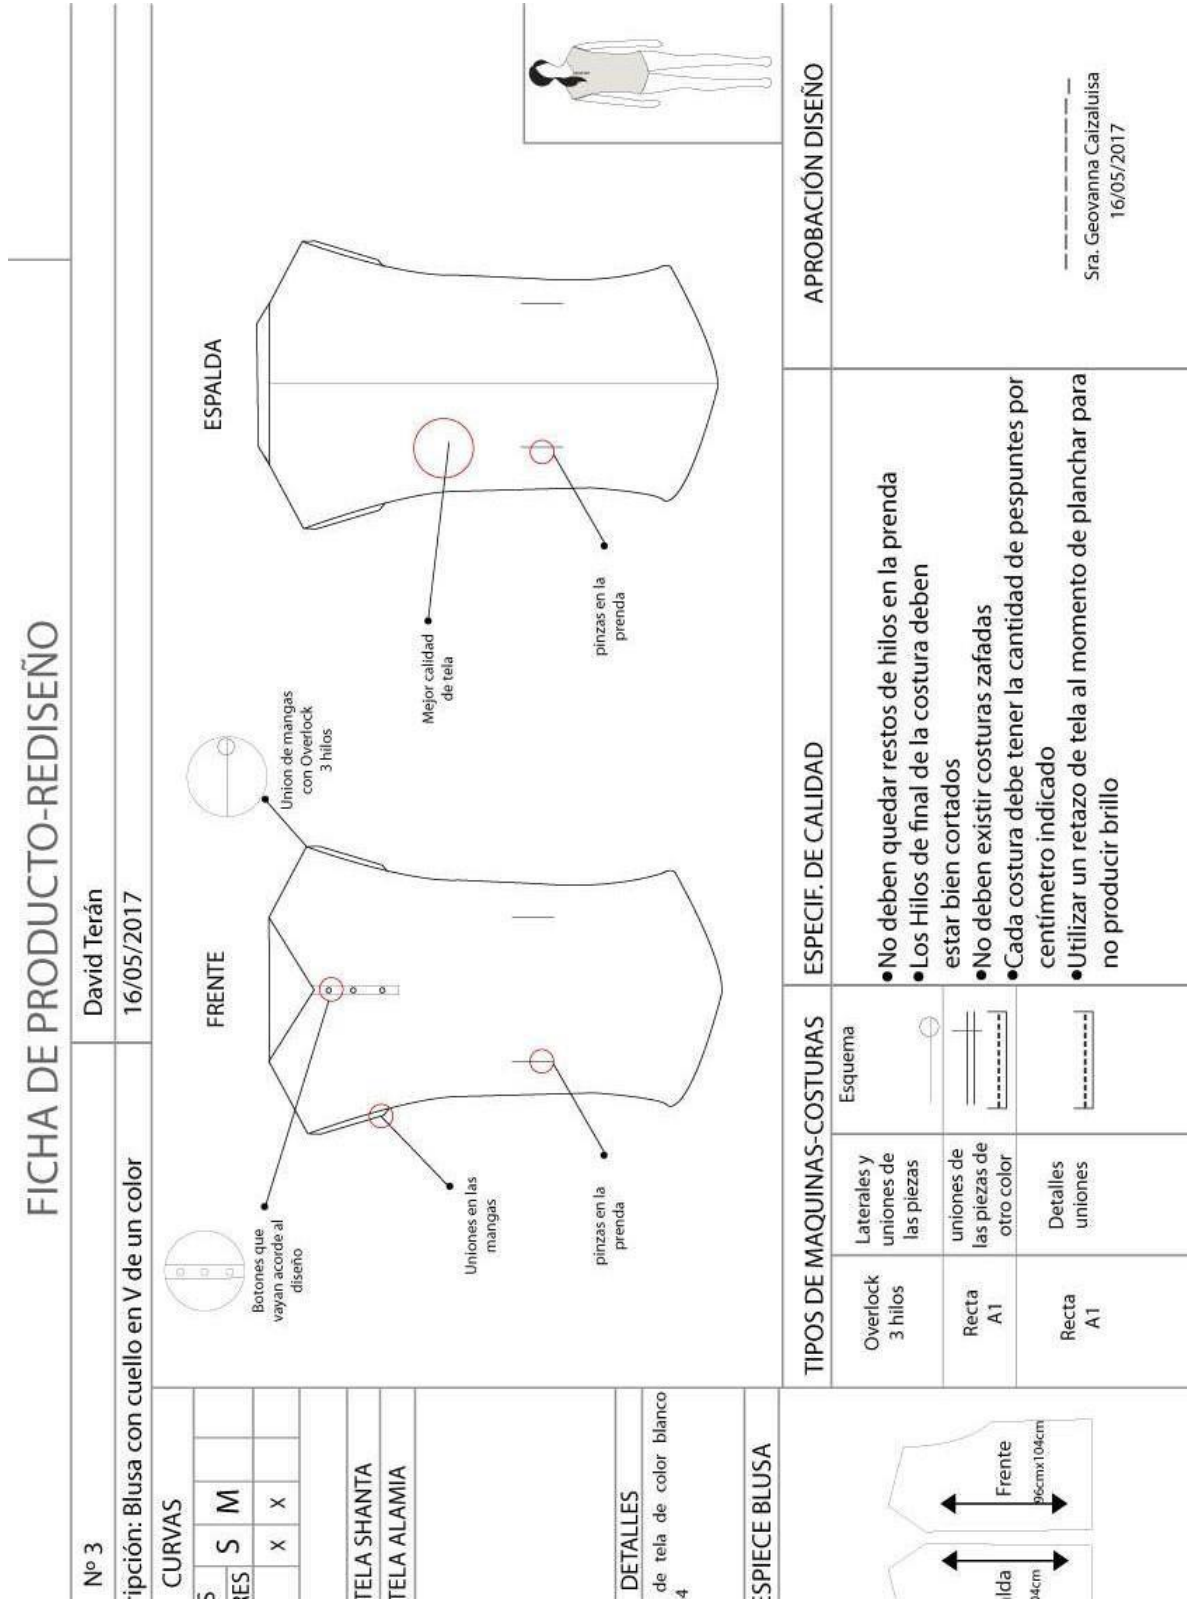 FICHA DE PRODUCTO-REDISEÑO
Nº 3
David Terán
ripción: Blusa con cuello en V de un color
16/05/2017
CURVAS
S
M
RES
X
X
TELA SHANTA
TELA ALAMIA
DETALLES
de tela de color blanco
4
SPIECE BLUSA
Frente
96cmx104cm
alda
04cm
FRENTE
Botones que
vayan acorde al
diseño
Uniones en las
mangas
pinzas en la
prenda
Union de mangas
con Overlock
3 hilos
ESPALDA
Mejor calidad
de tela
pinzas en la
prenda
TIPOS DE MAQUINAS-COSTURAS
Esquema
Overlock
3 hilos
Laterales y
uniones de
las piezas
Recta
A1
uniones de
las piezas de
otro color
Recta
A1
Detalles
uniones
ESPECIF. DE CALIDAD
●No deben quedar restos de hilos en la prenda
●Los Hilos de final de la costura deben
estar bien cortados
●No deben existir costuras zafadas
●Cada costura debe tener la cantidad de pespuntes por
centímetro indicado
●Utilizar un retazo de tela al momento de planchar para
no producir brillo
APROBACIÓN DISEÑO
Sra. Geovanna Caizaluisa
16/05/2017